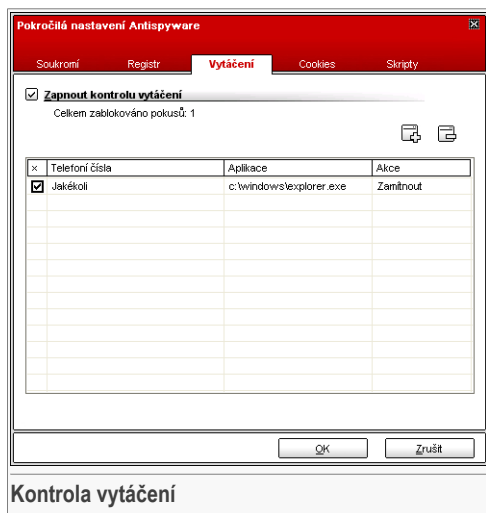 Pokročilá nastavení Antispyware
Soukromí Registr Vytáčení Cookies Skripty
Zapnout kontrolu vytáčení
Celkem zablokováno pokusů: 1
x Telefoní čísla Aplikace Akce
Jakékoli c:\windows\explorer.exe Zamítnout
OK Zrušit
Kontrola vytáčení